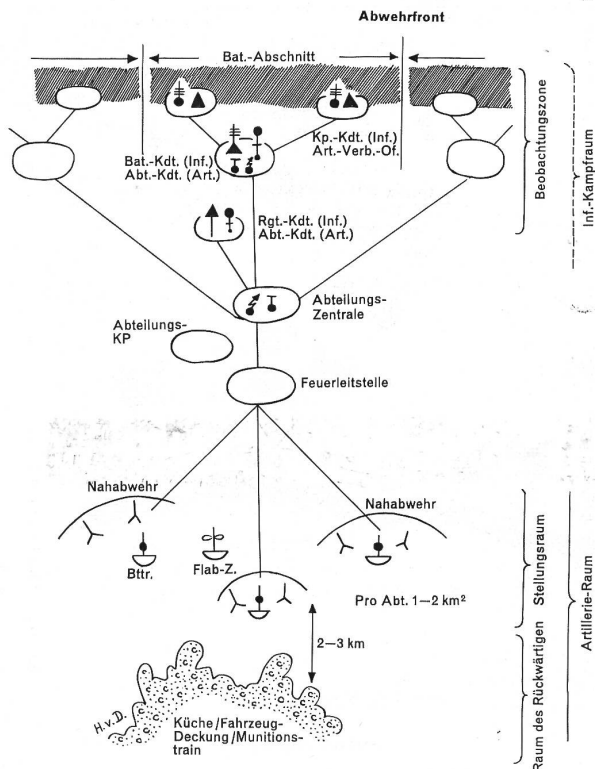 Abwehrfront
Bat.-Abschnitt
Kp.-Kdt. (Inf.)
Art.-Verb.-Of.
Bat.-Kdt. (Inf.)
Abt.-Kdt. (Art.)
Rgt.-Kdt. (Inf.)
Abt.-Kdt. (Art.)
Beobachtungszone
Inf.-Kampfraum
Abteilungs-
Zentrale
Abteilungs-
KP
Feuerleitstelle
Nahabwehr
Nahabwehr
Bttr.
Flab-Z.
Pro Abt. 1—2 km²
Stellungsraum
Artillerie-Raum
2—3 km
Raum des Rückwärtigen
H.v.D.
Küche/Fahrzeug-
Deckung/Munitions-
train